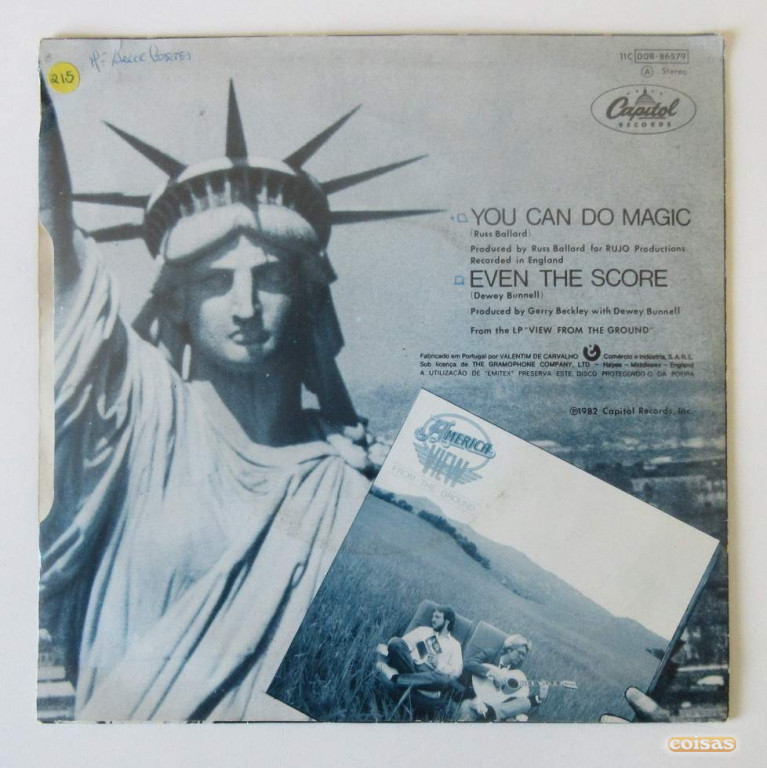 215
11C 008-86579
A Stereo
Capitol
RECORDS
YOU CAN DO MAGIC
(Russ Ballard)
Produced by Russ Ballard for RUJO Productions
Recorded in England
EVEN THE SCORE
(Dewey Bunnell)
Produced by Gerry Beckley with Dewey Bunnell
From the LP "VIEW FROM THE GROUND"
Fabricado em Portugal por VALENTIM DE CARVALHO Comércio e Indústria, S.A.R.L.
Sub licença de THE GRAMOPHONE COMPANY, LTD - Hayes - Middlesex - England
A UTILIZAÇÃO DE "EMITEX" PRESERVA ESTE DISCO PROTEGENDO-O DA POEIRA
℗1982 Capitol Records, Inc.
AMERICA
VIEW
FROM THE GROUND
coisas